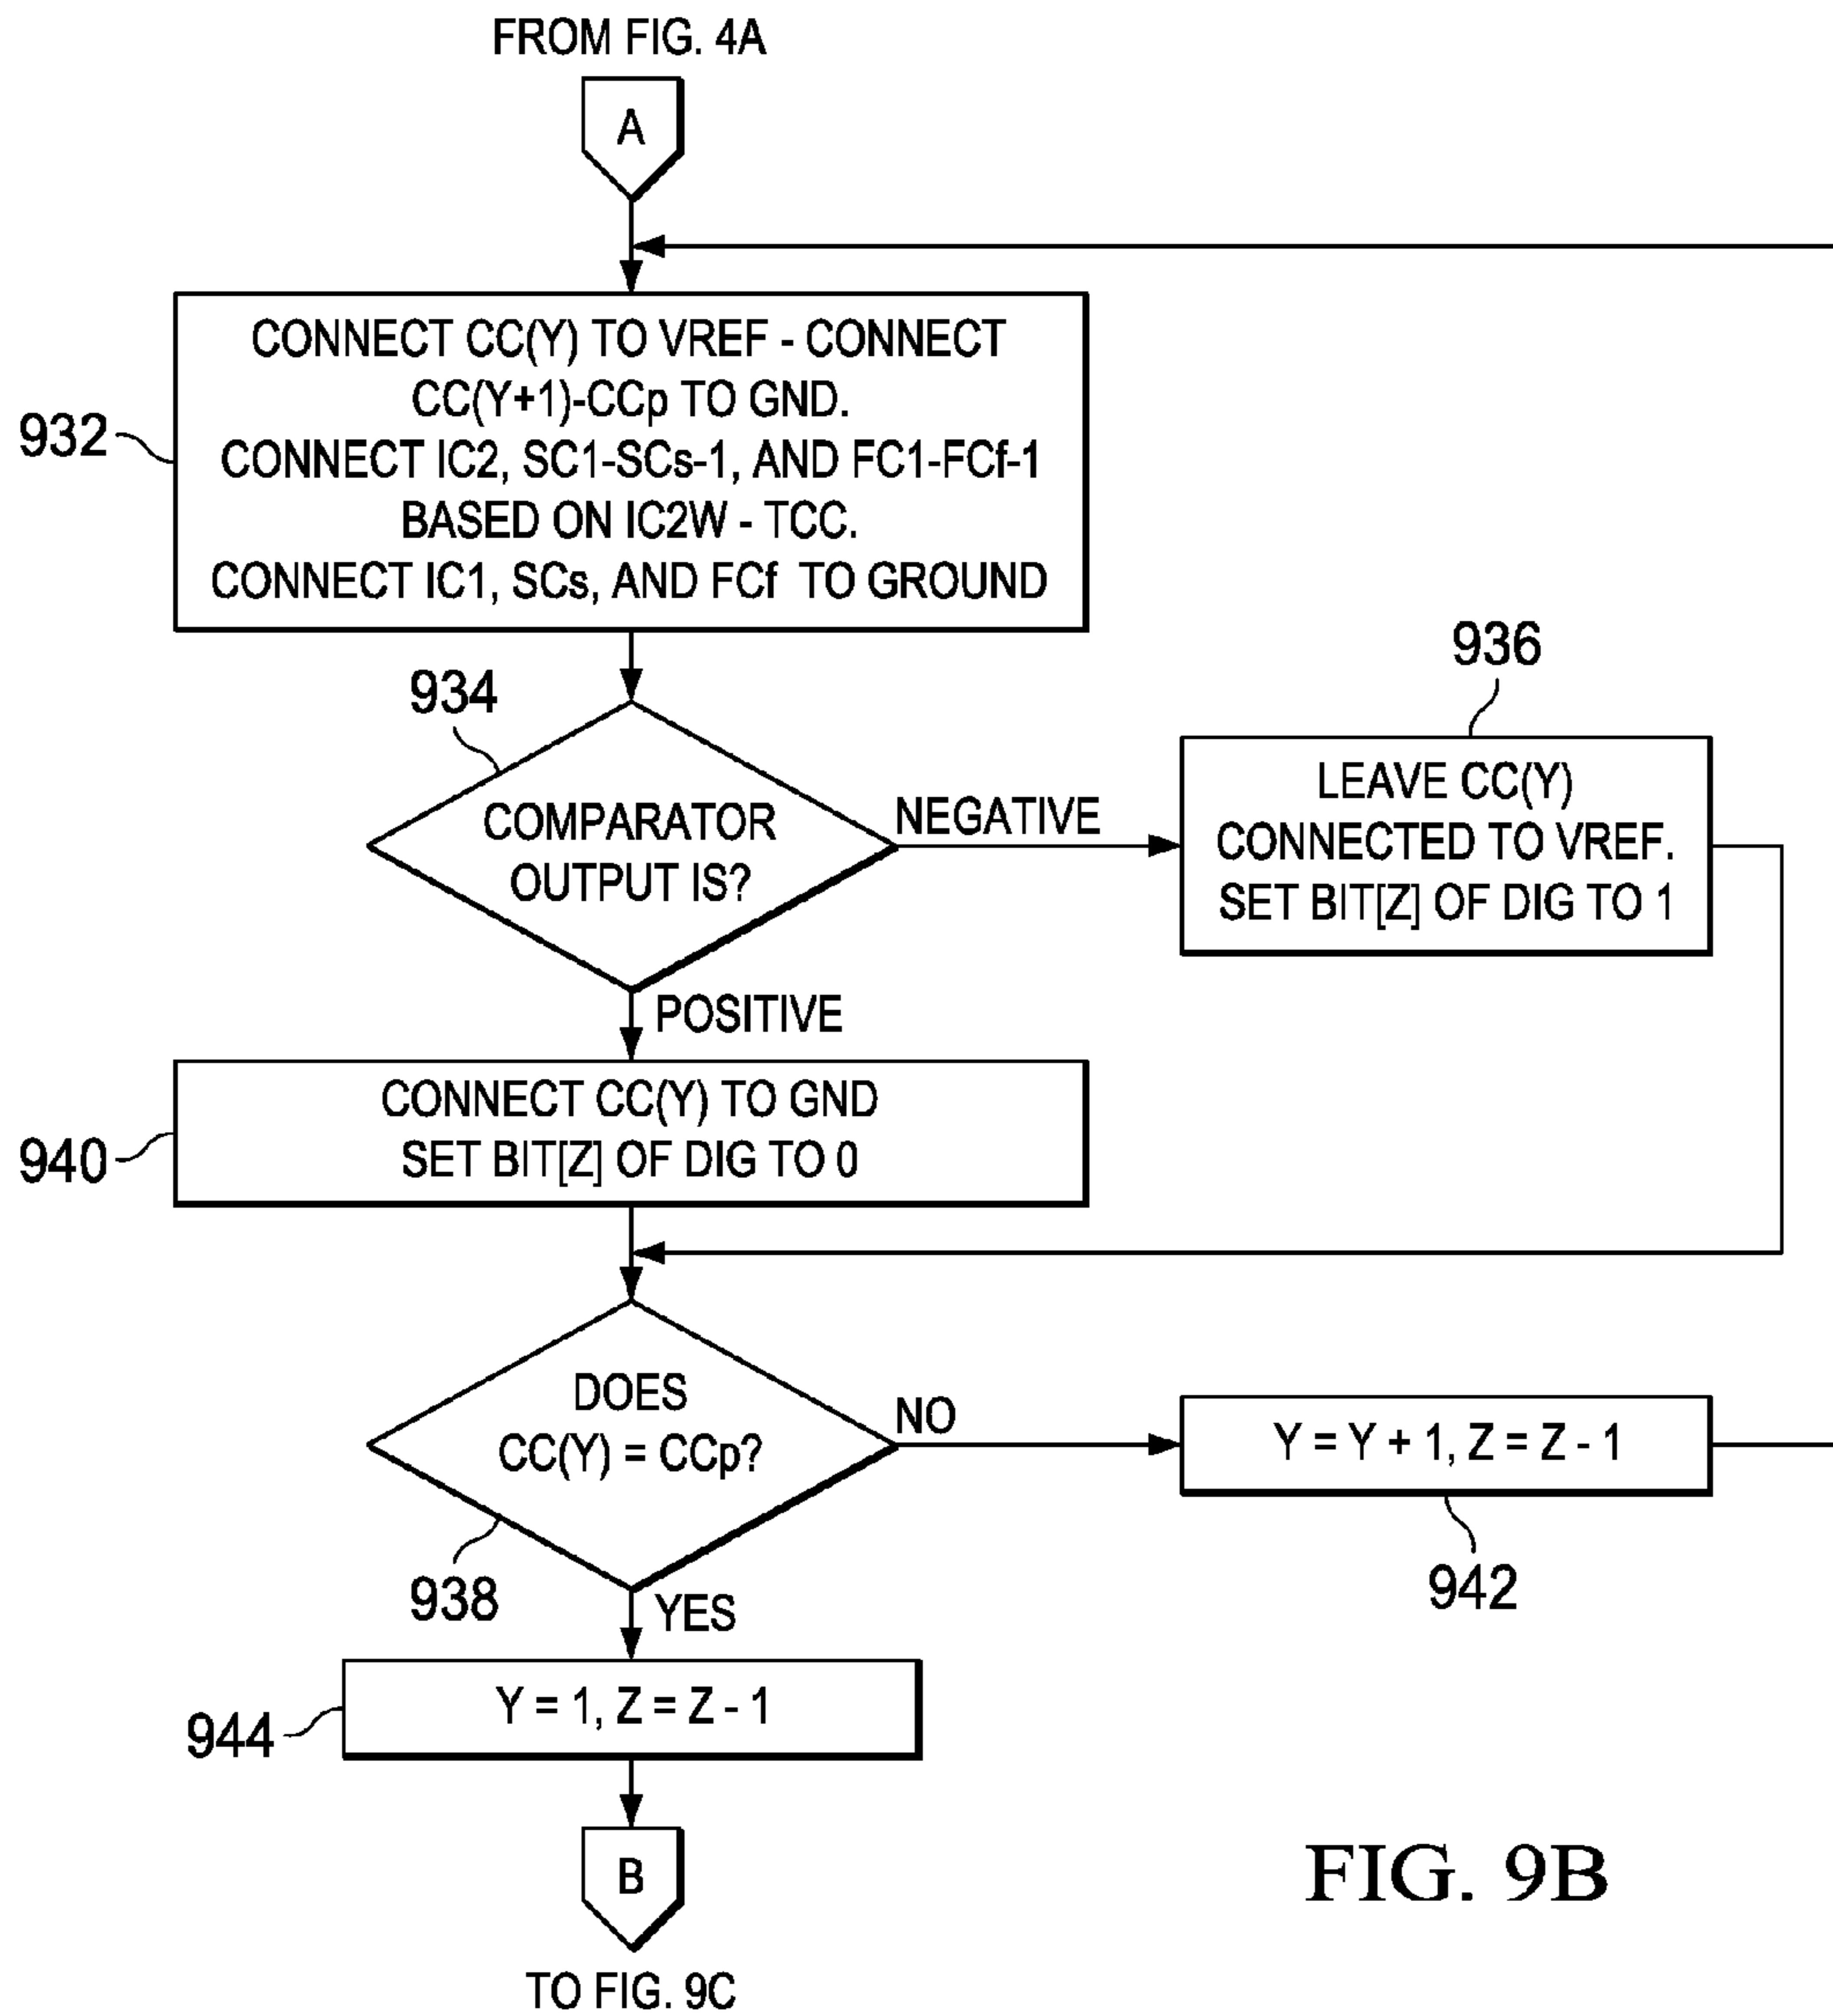 FROM FIG. 4A
A
932
CONNECT CC(Y) TO VREF - CONNECT
CC(Y+1)-CCp TO GND.
CONNECT IC2, SC1-SCs-1, AND FC1-FCf-1
BASED ON IC2W - TCC.
CONNECT IC1, SCs, AND FCf TO GROUND
934
COMPARATOR
OUTPUT IS?
NEGATIVE
936
LEAVE CC(Y)
CONNECTED TO VREF.
SET BIT[Z] OF DIG TO 1
POSITIVE
940
CONNECT CC(Y) TO GND
SET BIT[Z] OF DIG TO 0
DOES
CC(Y) = CCp?
938
NO
Y = Y + 1, Z = Z - 1
942
YES
944
Y = 1, Z = Z - 1
B
TO FIG. 9C
FIG. 9B